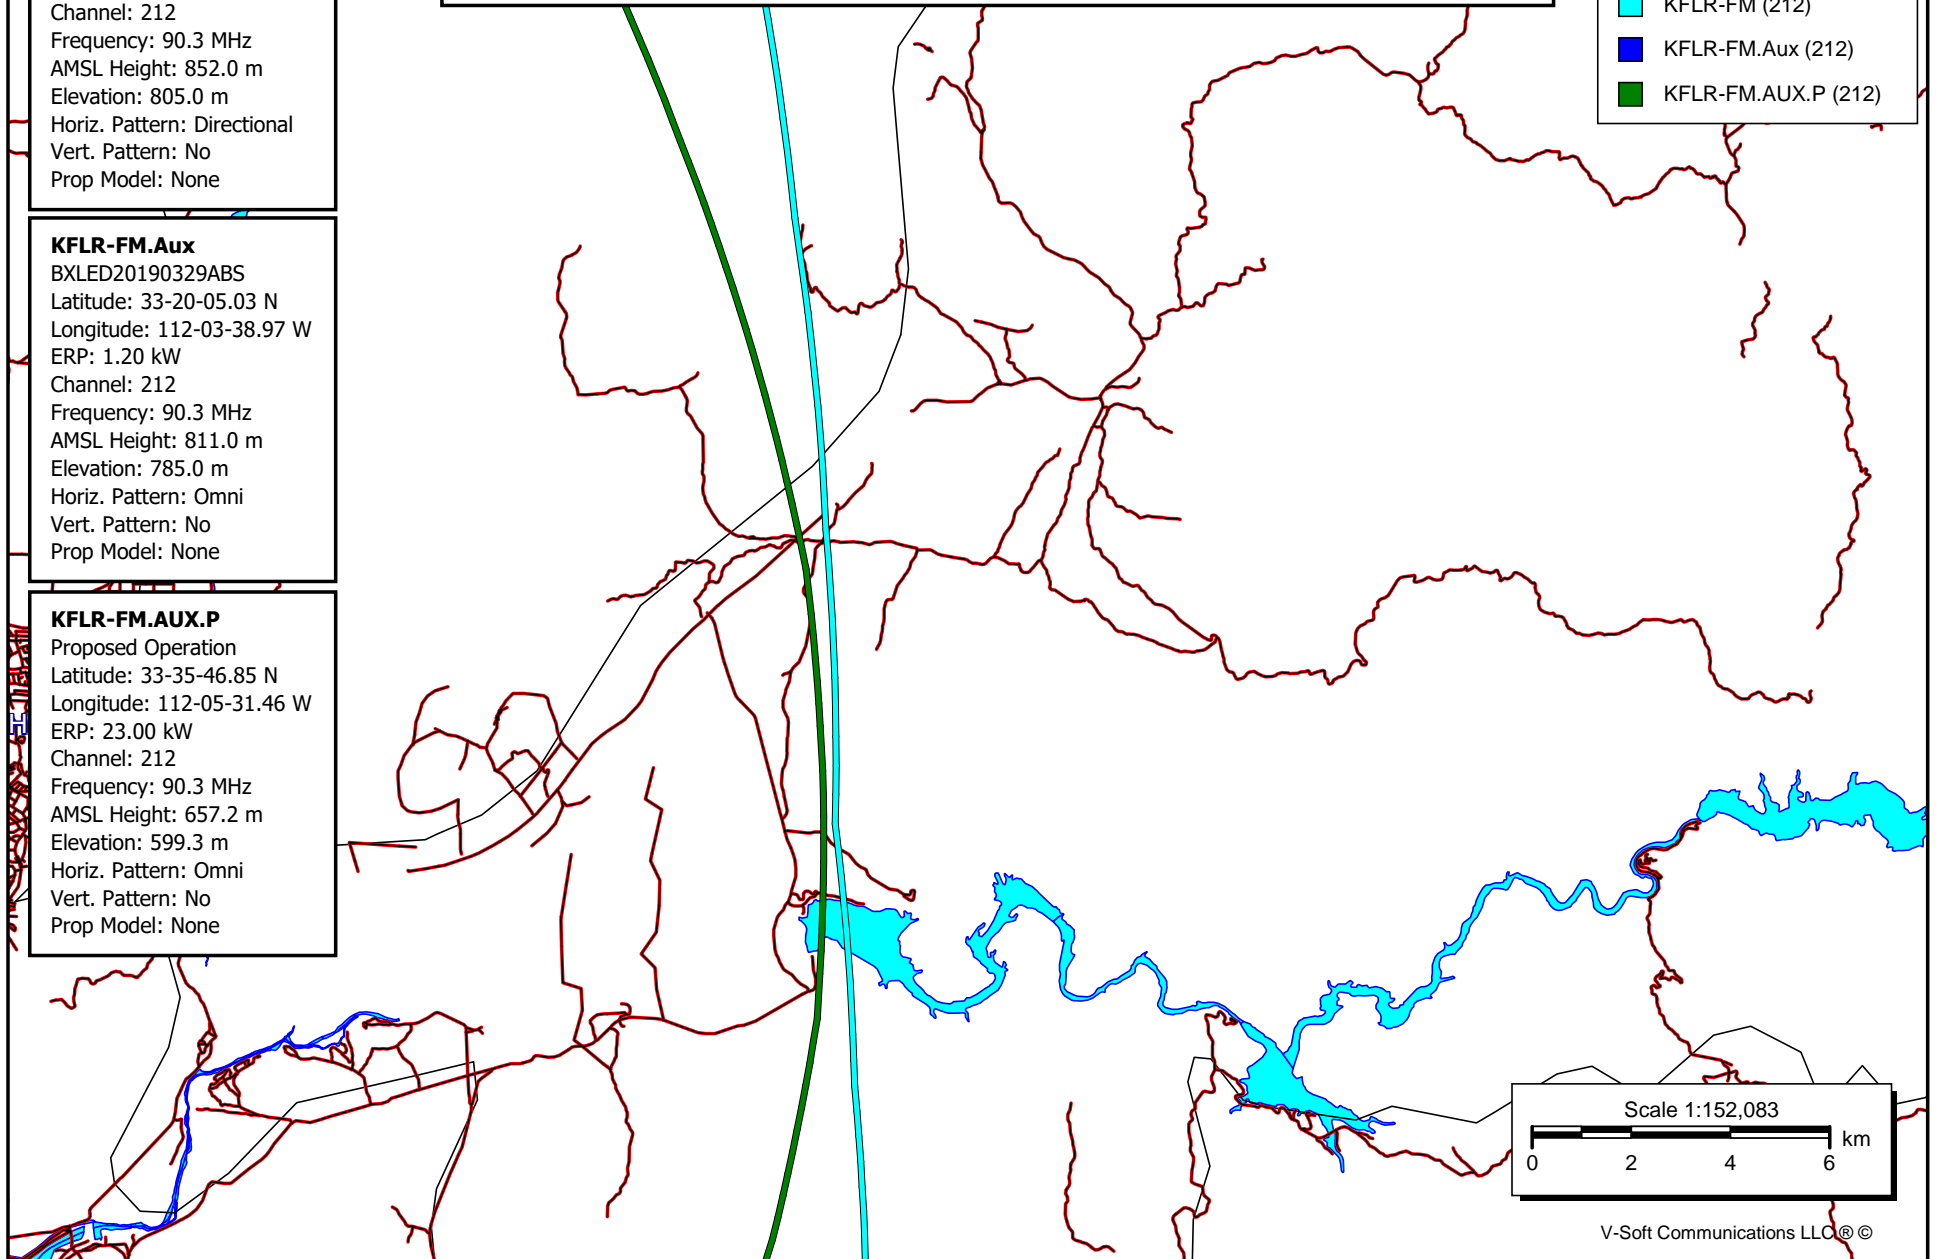 Channel: 212
Frequency: 90.3 MHz
AMSL Height: 852.0 m
Elevation: 805.0 m
Horiz. Pattern: Directional
Vert. Pattern: No
Prop Model: None
KFLR-FM.Aux
BXLED20190329ABS
Latitude: 33-20-05.03 N
Longitude: 112-03-38.97 W
ERP: 1.20 kW
Channel: 212
Frequency: 90.3 MHz
AMSL Height: 811.0 m
Elevation: 785.0 m
Horiz. Pattern: Omni
Vert. Pattern: No
Prop Model: None
KFLR-FM.AUX.P
Proposed Operation
Latitude: 33-35-46.85 N
Longitude: 112-05-31.46 W
ERP: 23.00 kW
Channel: 212
Frequency: 90.3 MHz
AMSL Height: 657.2 m
Elevation: 599.3 m
Horiz. Pattern: Omni
Vert. Pattern: No
Prop Model: None
KFLR-FM (212)
KFLR-FM.Aux (212)
KFLR-FM.AUX.P (212)
Scale 1:152,083
km
0 2 4 6
V-Soft Communications LLC ® ©